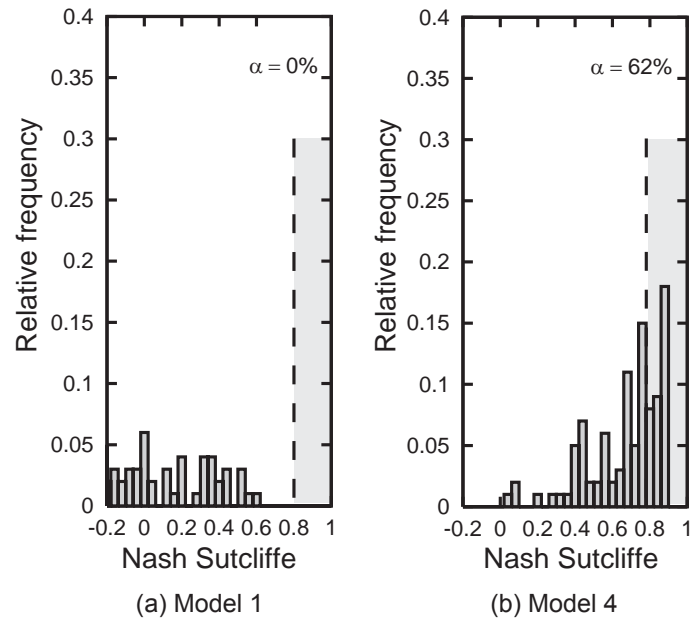 0.4
0.35
0.3
0.25
0.2
0.15
0.1
0.05
0
Relative frequency
α = 0%
-0.2 0 0.2 0.4 0.6 0.8 1
Nash Sutcliffe
(a) Model 1
0.4
0.35
0.3
0.25
0.2
0.15
0.1
0.05
0
Relative frequency
α = 62%
-0.2 0 0.2 0.4 0.6 0.8 1
Nash Sutcliffe
(b) Model 4